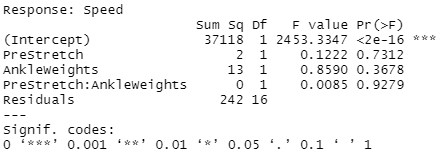 Response: Speed
Sum Sq Df F value Pr(>F)
(Intercept) 37118 1 2453.3347 <2e-16 ***
PreStretch 2 1 0.1222 0.7312
AnkleWeights 13 1 0.8590 0.3678
PreStretch:AnkleWeights 0 1 0.0085 0.9279
Residuals 242 16
---
Signif. codes:
0 ‘***’ 0.001 ‘**’ 0.01 ‘*’ 0.05 ‘.’ 0.1 ‘ ’ 1